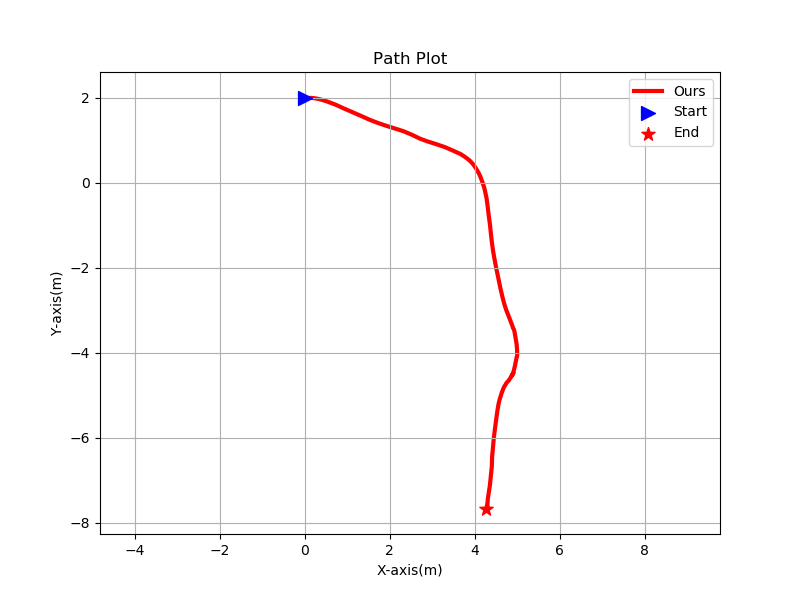 Path Plot
Ours
Start
End
2
0
−2
−4
−6
−8
Y-axis(m)
−4
−2
0
2
4
6
8
X-axis(m)